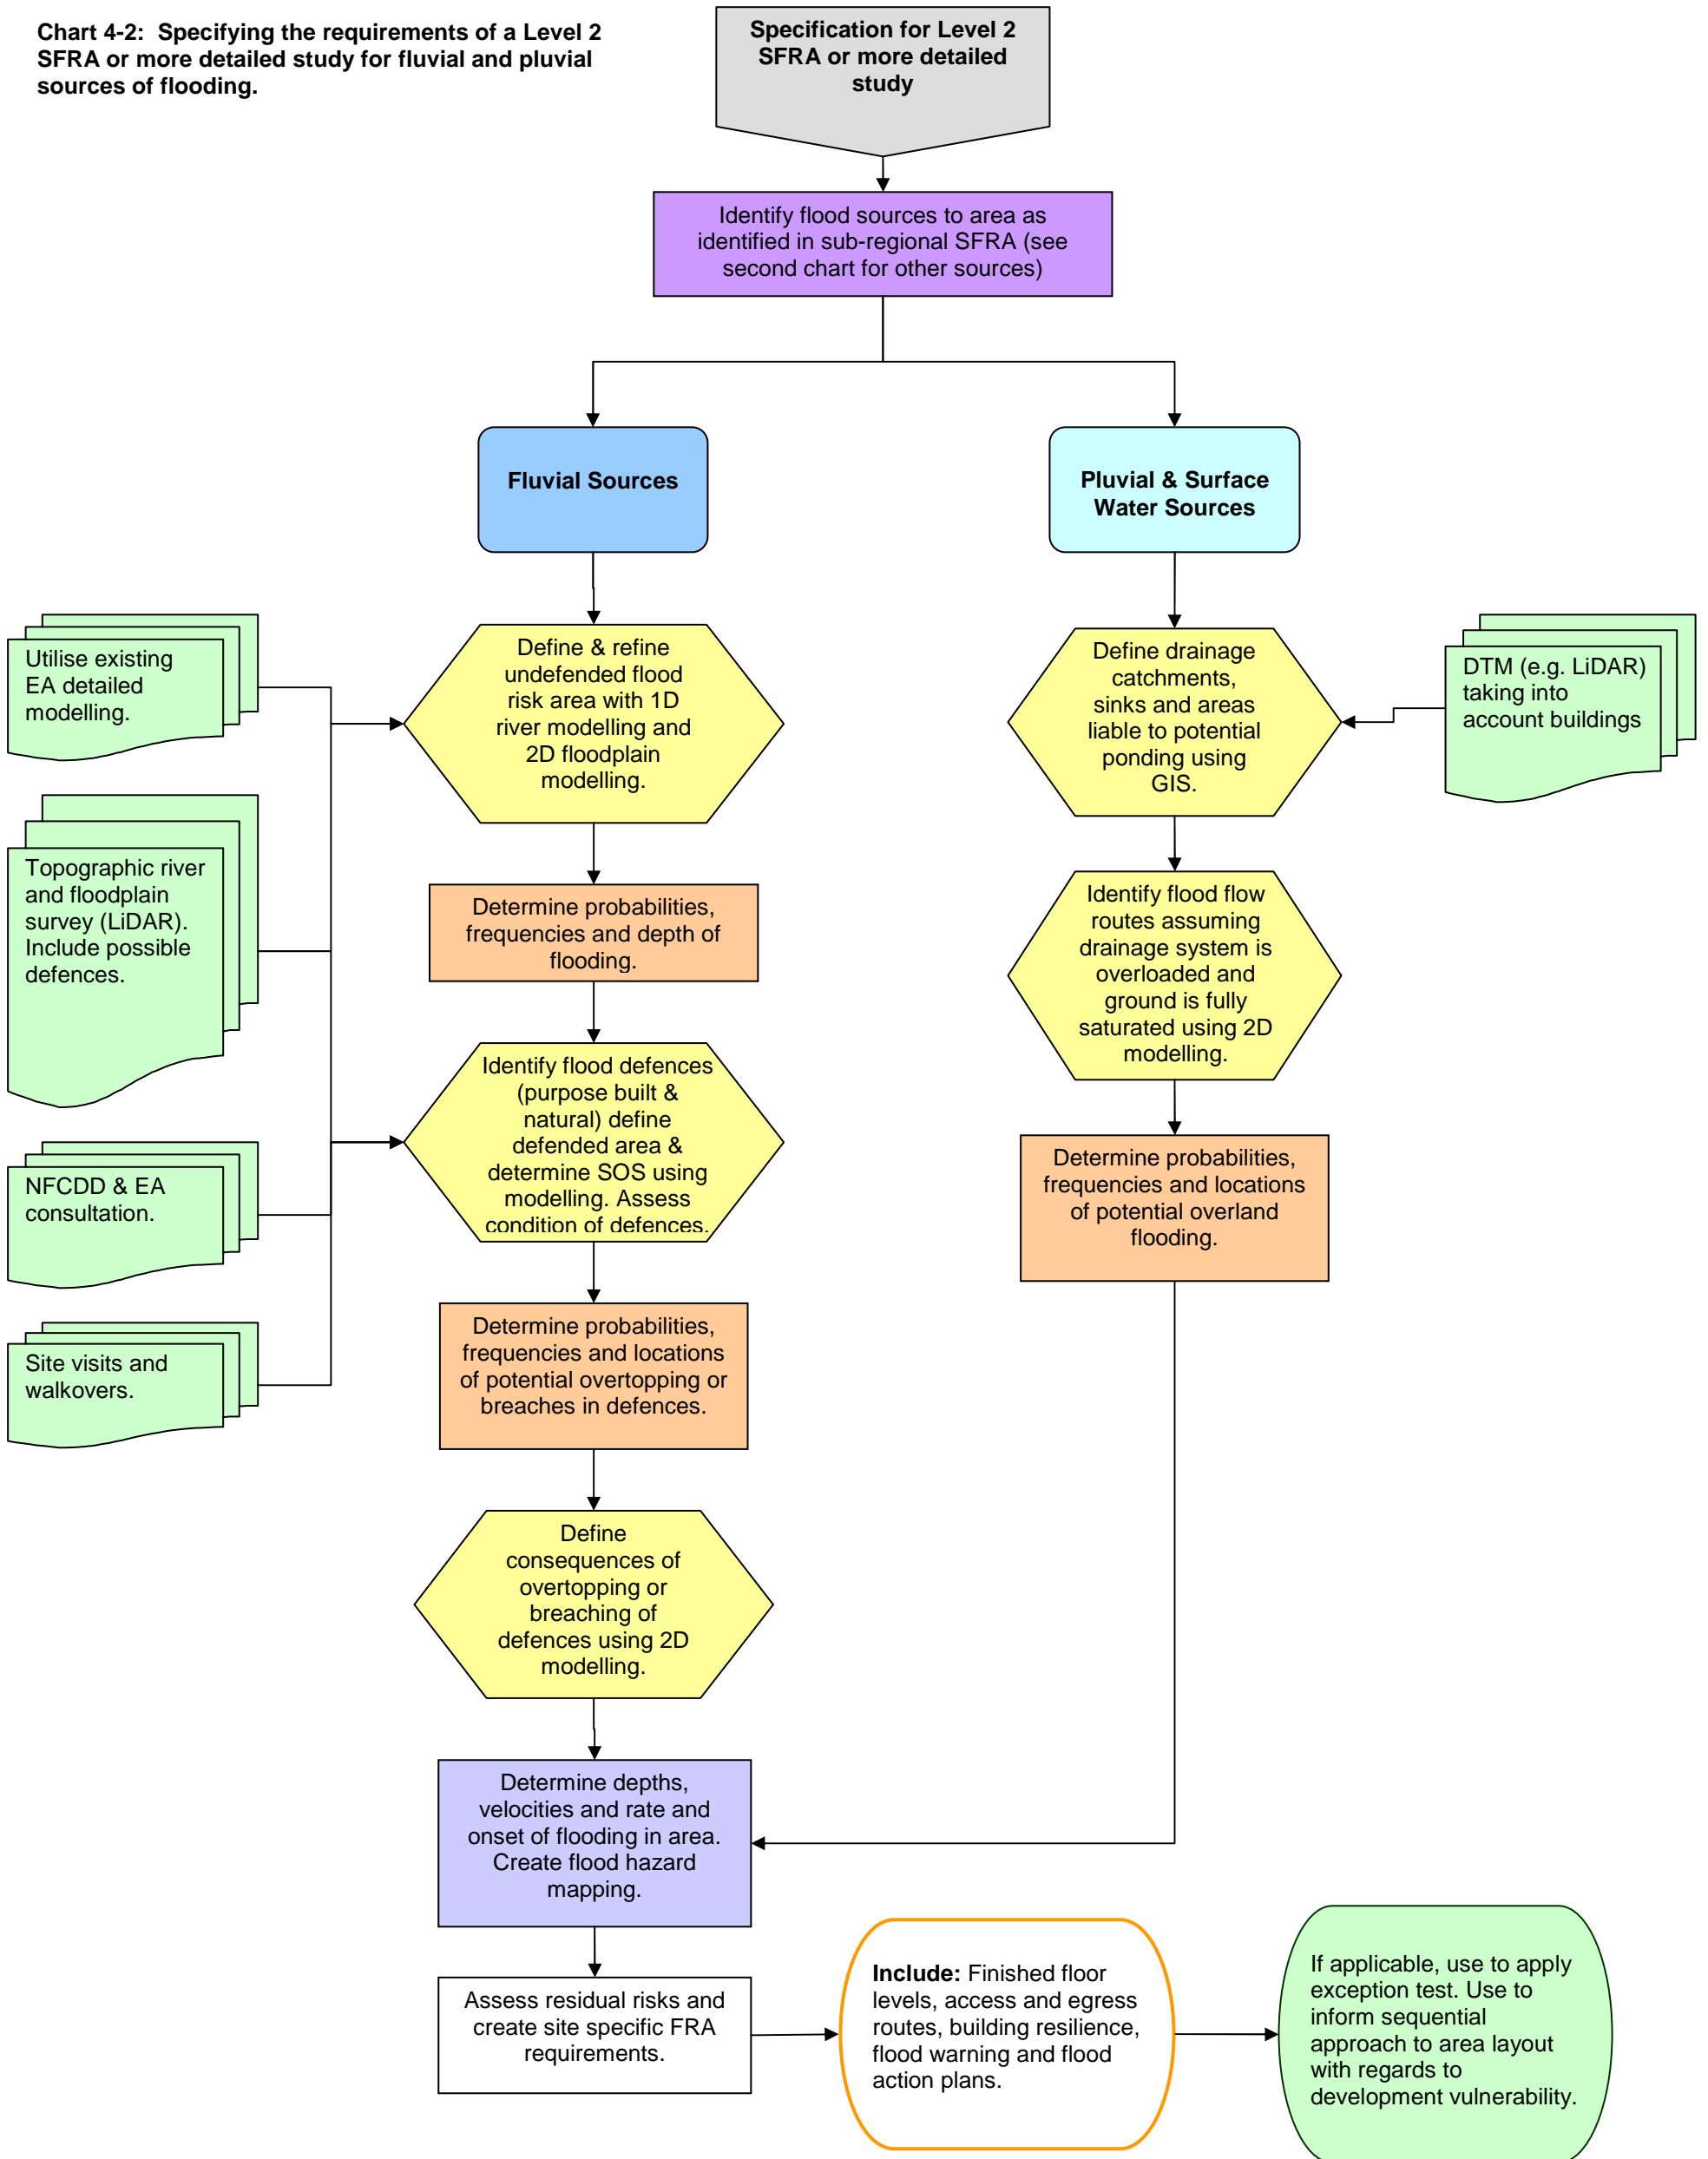 Chart 4-2: Specifying the requirements of a Level 2
SFRA or more detailed study for fluvial and pluvial
sources of flooding.
Specification for Level 2
SFRA or more detailed
study
Identify flood sources to area as
identified in sub-regional SFRA (see
second chart for other sources)
Fluvial Sources
Pluvial & Surface
Water Sources
Utilise existing
EA detailed
modelling.
Define & refine
undefended flood
risk area with 1D
river modelling and
2D floodplain
modelling.
Define drainage
catchments,
sinks and areas
liable to potential
ponding using
GIS.
DTM (e.g. LiDAR)
taking into
account buildings
Topographic river
and floodplain
survey (LiDAR).
Include possible
defences.
Determine probabilities,
frequencies and depth of
flooding.
Identify flood flow
routes assuming
drainage system is
overloaded and
ground is fully
saturated using 2D
modelling.
Identify flood defences
(purpose built &
natural) define
defended area &
determine SOS using
modelling. Assess
condition of defences.
NFCDD & EA
consultation.
Determine probabilities,
frequencies and locations
of potential overland
flooding.
Site visits and
walkovers.
Determine probabilities,
frequencies and locations
of potential overtopping or
breaches in defences.
Define
consequences of
overtopping or
breaching of
defences using 2D
modelling.
Determine depths,
velocities and rate and
onset of flooding in area.
Create flood hazard
mapping.
Assess residual risks and
create site specific FRA
requirements.
Include: Finished floor
levels, access and egress
routes, building resilience,
flood warning and flood
action plans.
If applicable, use to apply
exception test. Use to
inform sequential
approach to area layout
with regards to
development vulnerability.